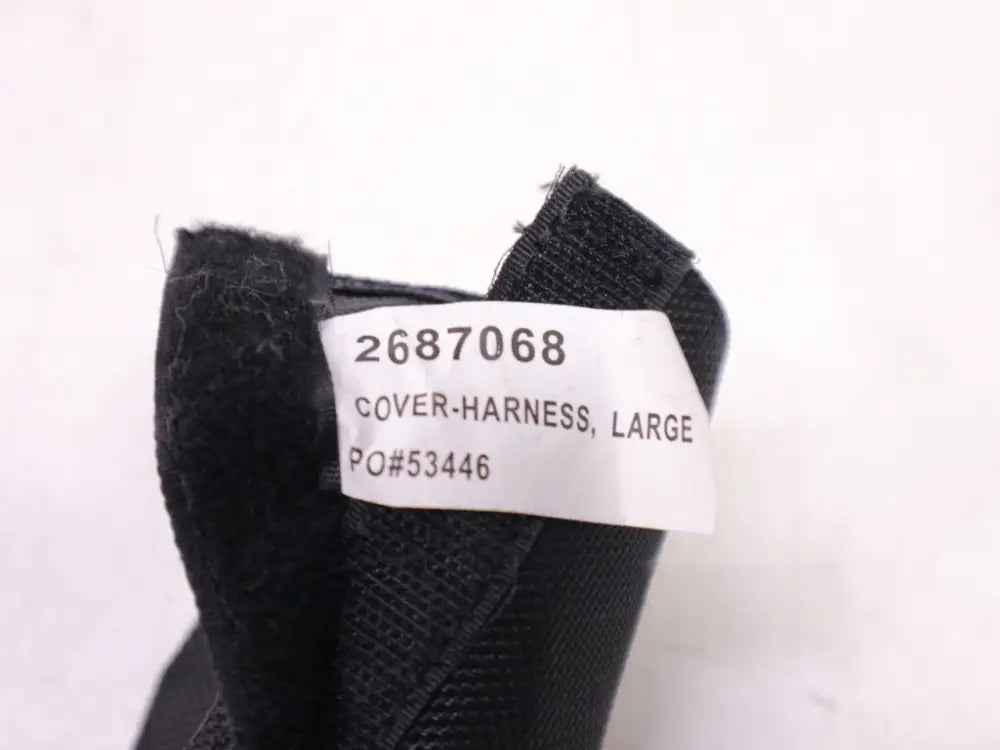 2687068
COVER-HARNESS, LARGE
PO#53446